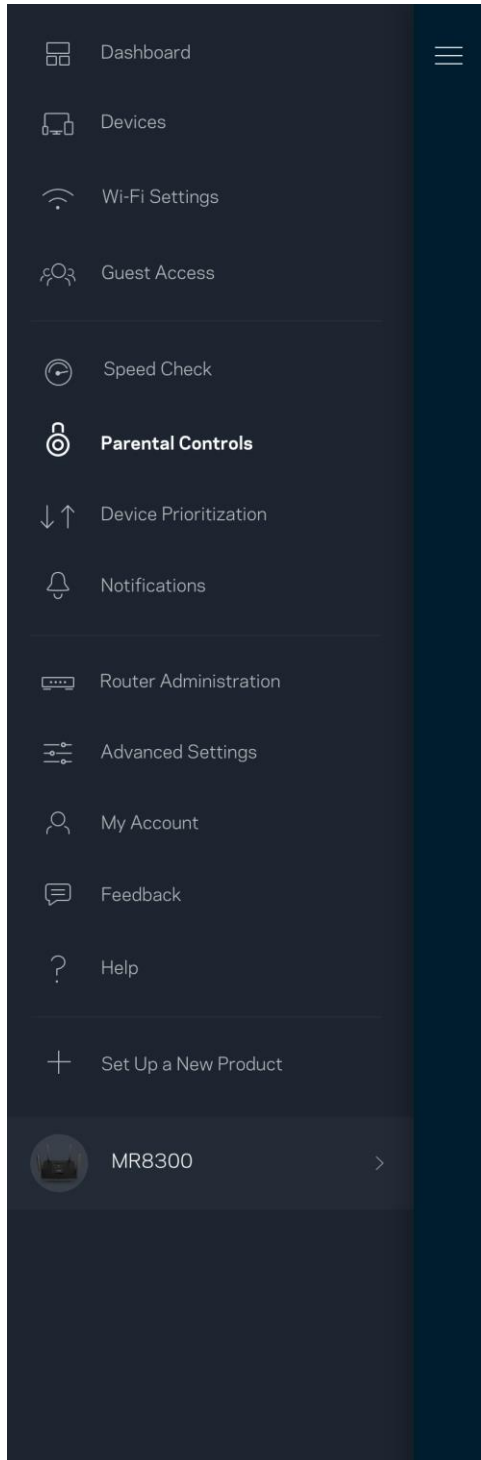 Dashboard
Devices
Wi-Fi Settings
Guest Access
Speed Check
Parental Controls
Device Prioritization
Notifications
Router Administration
Advanced Settings
My Account
Feedback
Help
Set Up a New Product
MR8300